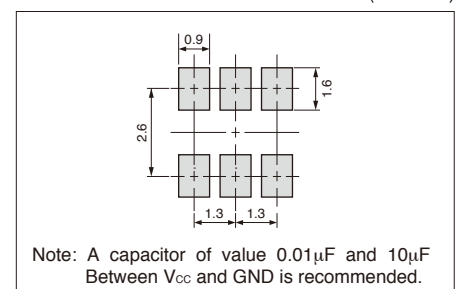 0.9
1.6
2.6
1.3 1.3
Note: A capacitor of value 0.01μF and 10μF
Between Vcc and GND is recommended.